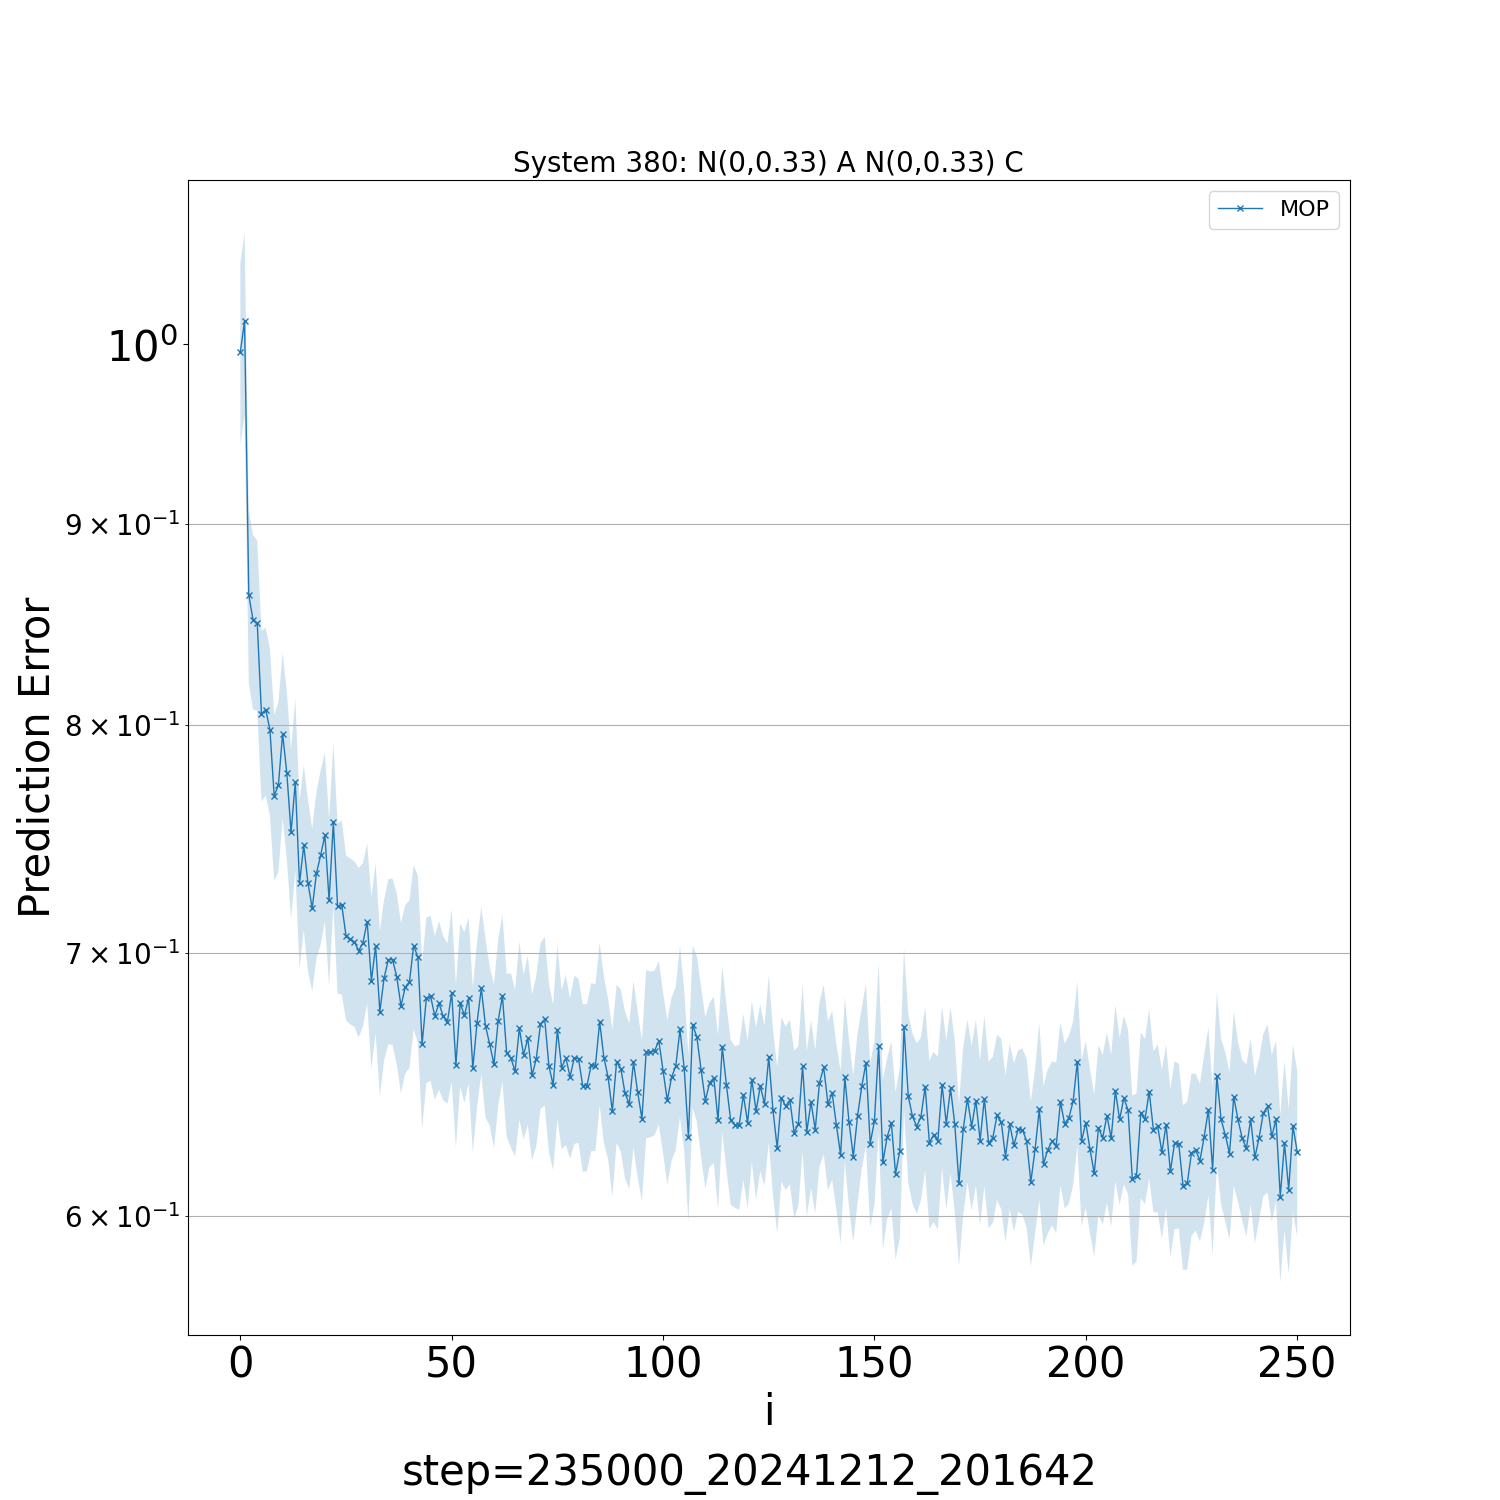 System 380: N(0,0.33) A N(0,0.33) C
MOP
10⁰
9 × 10⁻¹
8 × 10⁻¹
7 × 10⁻¹
6 × 10⁻¹
Prediction Error
0 50 100 150 200 250
i
step=235000_20241212_201642